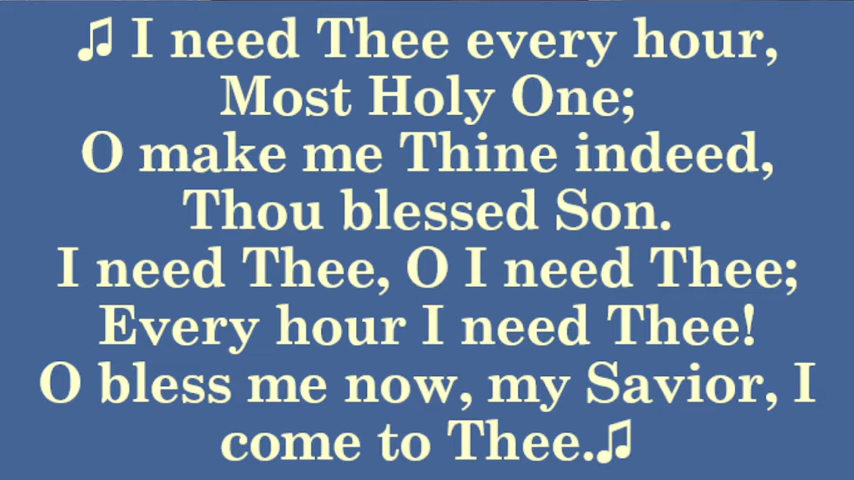 ♫ I need Thee every hour,
Most Holy One;
O make me Thine indeed,
Thou blessed Son.
I need Thee, O I need Thee;
Every hour I need Thee!
O bless me now, my Savior, I
come to Thee.♫